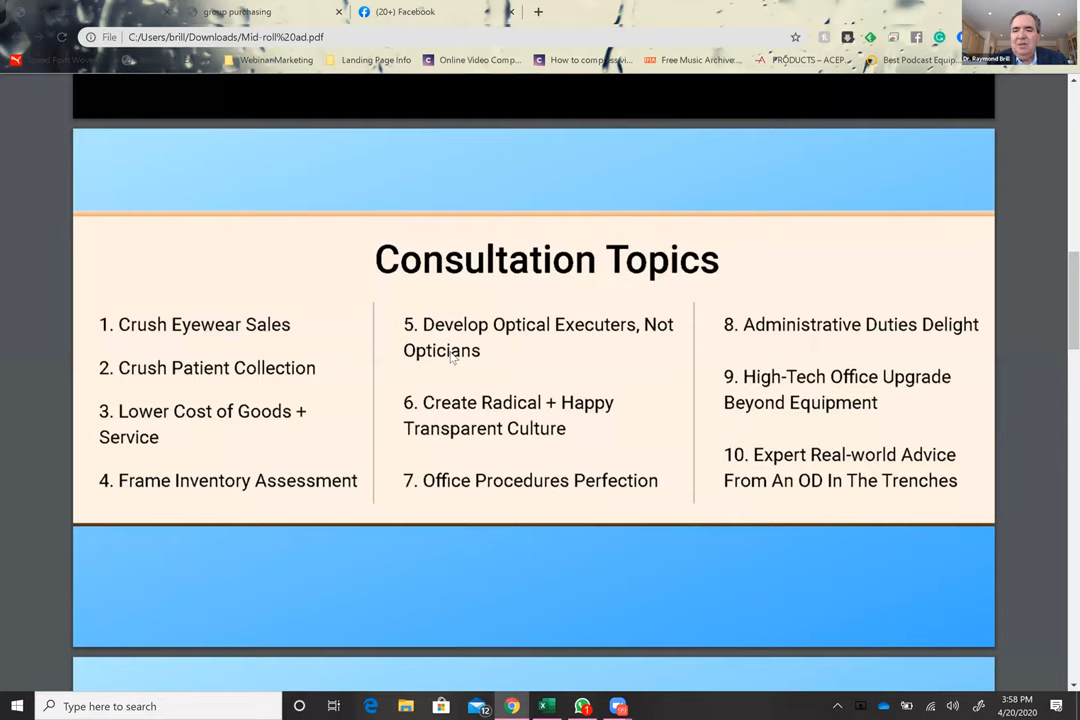 group purchasing
(20+) Facebook
File
C:/Users/brill/Downloads/Mid-roll%20ad.pdf
Webinar Marketing
Landing Page Info
Online Video Comp...
How to compress vi...
Free Music Archive:...
PRODUCTS — ACEP...
Best Podcast Equip...
Dr. Raymond Brill
Consultation Topics
1. Crush Eyewear Sales
2. Crush Patient Collection
3. Lower Cost of Goods +
Service
4. Frame Inventory Assessment
5. Develop Optical Executers, Not
Opticians
6. Create Radical + Happy
Transparent Culture
7. Office Procedures Perfection
8. Administrative Duties Delight
9. High-Tech Office Upgrade
Beyond Equipment
10. Expert Real-world Advice
From An OD In The Trenches
Type here to search
12
3:58 PM
4/20/2020